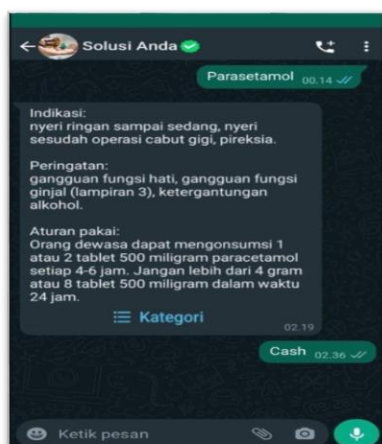 Solusi Anda
Parasetamol 00.14
Indikasi:
nyeri ringan sampai sedang, nyeri
sesudah operasi cabut gigi, pireksia.
Peringatan:
gangguan fungsi hati, gangguan fungsi
ginjal (lampiran 3), ketergantungan
alkohol.
Aturan pakai:
Orang dewasa dapat mengonsumsi 1
atau 2 tablet 500 miligram paracetamol
setiap 4-6 jam. Jangan lebih dari 4 gram
atau 8 tablet 500 miligram dalam waktu
24 jam.
Kategori
02.19
Cash 02.36
Ketik pesan